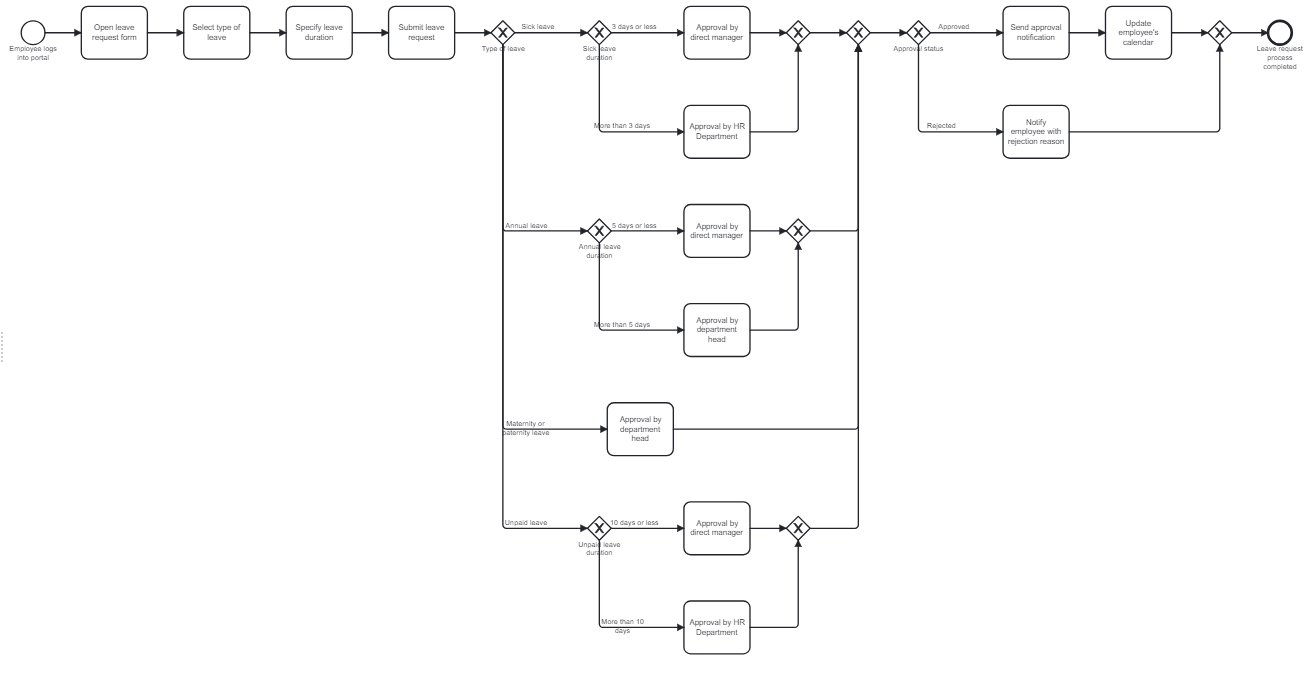 Employee logs
into portal
Open leave
request form
Select type of
leave
Specify leave
duration
Submit leave
request
Type of leave
Sick leave
Sick leave
duration
3 days or less
Approval by
direct manager
More than 3 days
Approval by HR
Department
Annual leave
Annual leave
duration
5 days or less
Approval by
direct manager
More than 5 days
Approval by
department
head
Maternity or
paternity leave
Approval by
department
head
Unpaid leave
Unpaid leave
duration
10 days or less
Approval by
direct manager
More than 10
days
Approval by HR
Department
Approval status
Approved
Send approval
notification
Update
employee's
calendar
Rejected
Notify
employee with
rejection reason
Leave request
process
completed